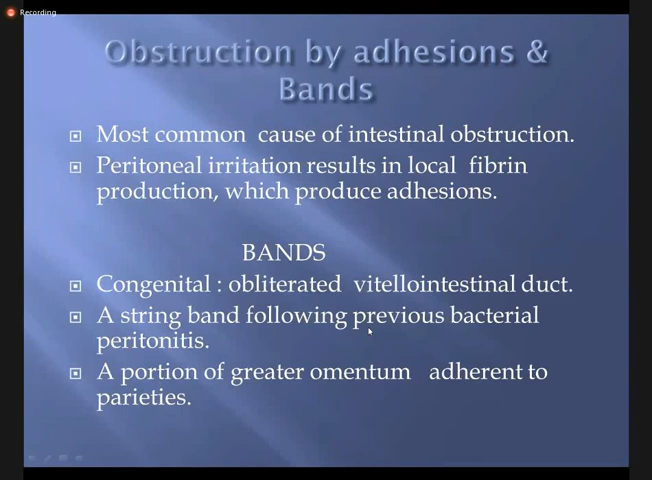 Recording
Obstruction by adhesions &
Bands
Most common cause of intestinal obstruction.
Peritoneal irritation results in local fibrin
production, which produce adhesions.
BANDS
Congenital : obliterated vitellointestinal duct.
A string band following previous bacterial
peritonitis.
A portion of greater omentum adherent to
parieties.